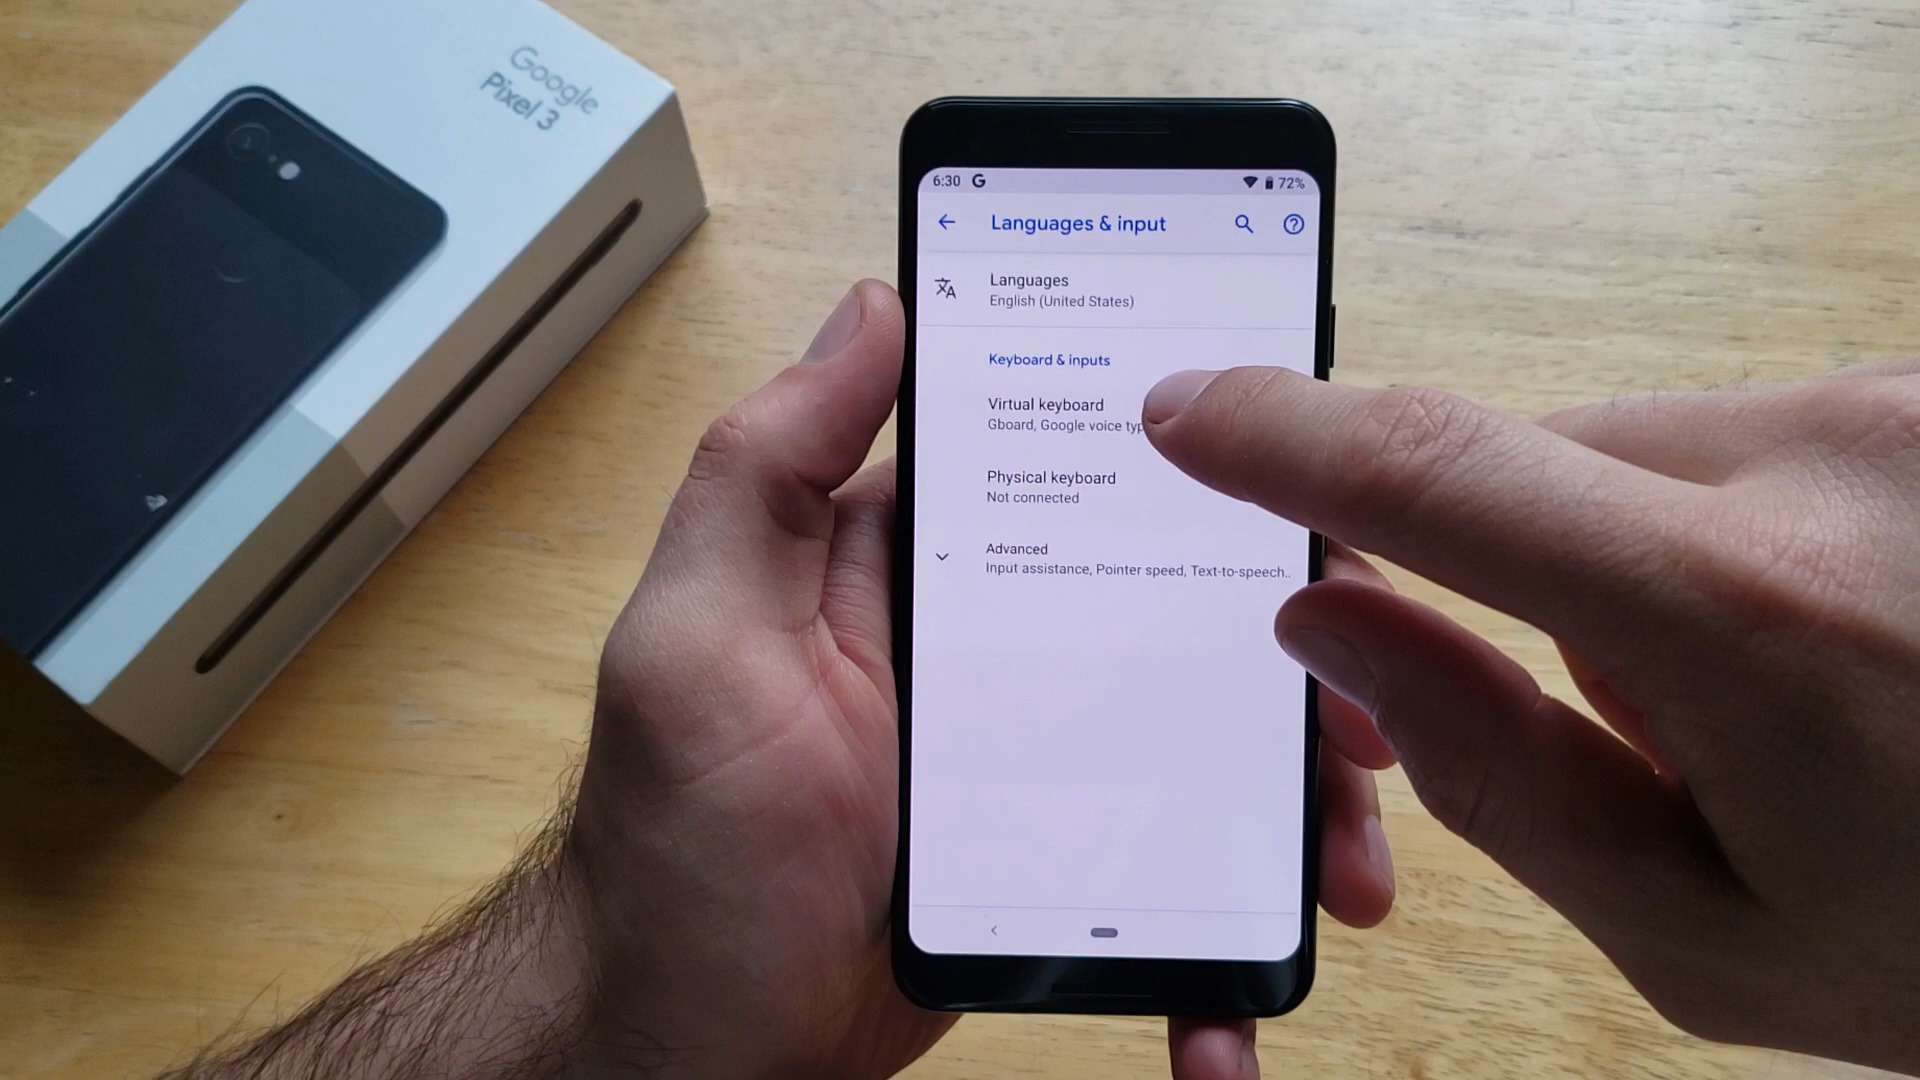 Google
Pixel 3
6:30 G 72%
Languages & input
Languages
English (United States)
Keyboard & inputs
Virtual keyboard
Gboard, Google voice typ
Physical keyboard
Not connected
Advanced
Input assistance, Pointer speed, Text-to-speech..